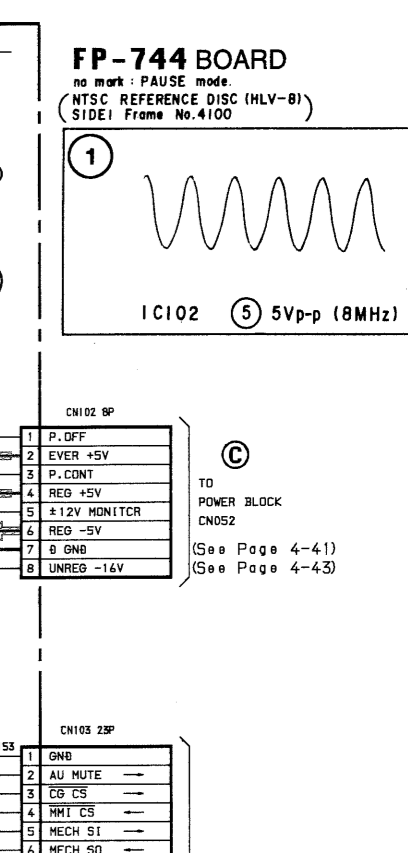 FP-744 BOARD
no mark : PAUSE mode.
(NTSC REFERENCE DISC (HLV-8))
SIDE1 Frame No.4100
1
IC102 5 5Vp-p (8MHz)
CN102 8P
1 P.OFF
2 EVER +5V
3 P.CONT
4 REG +5V
5 ±12V MONITOR
6 REG -5V
7 D GND
8 UNREG -16V
C
TO
POWER BLOCK
CN052
(See Page 4-41)
(See Page 4-43)
CN103 23P
53
1 GND
2 AU MUTE →
3 CG CS →
4 MMI CS ←
5 MECH SI →
6 MECH SO ←